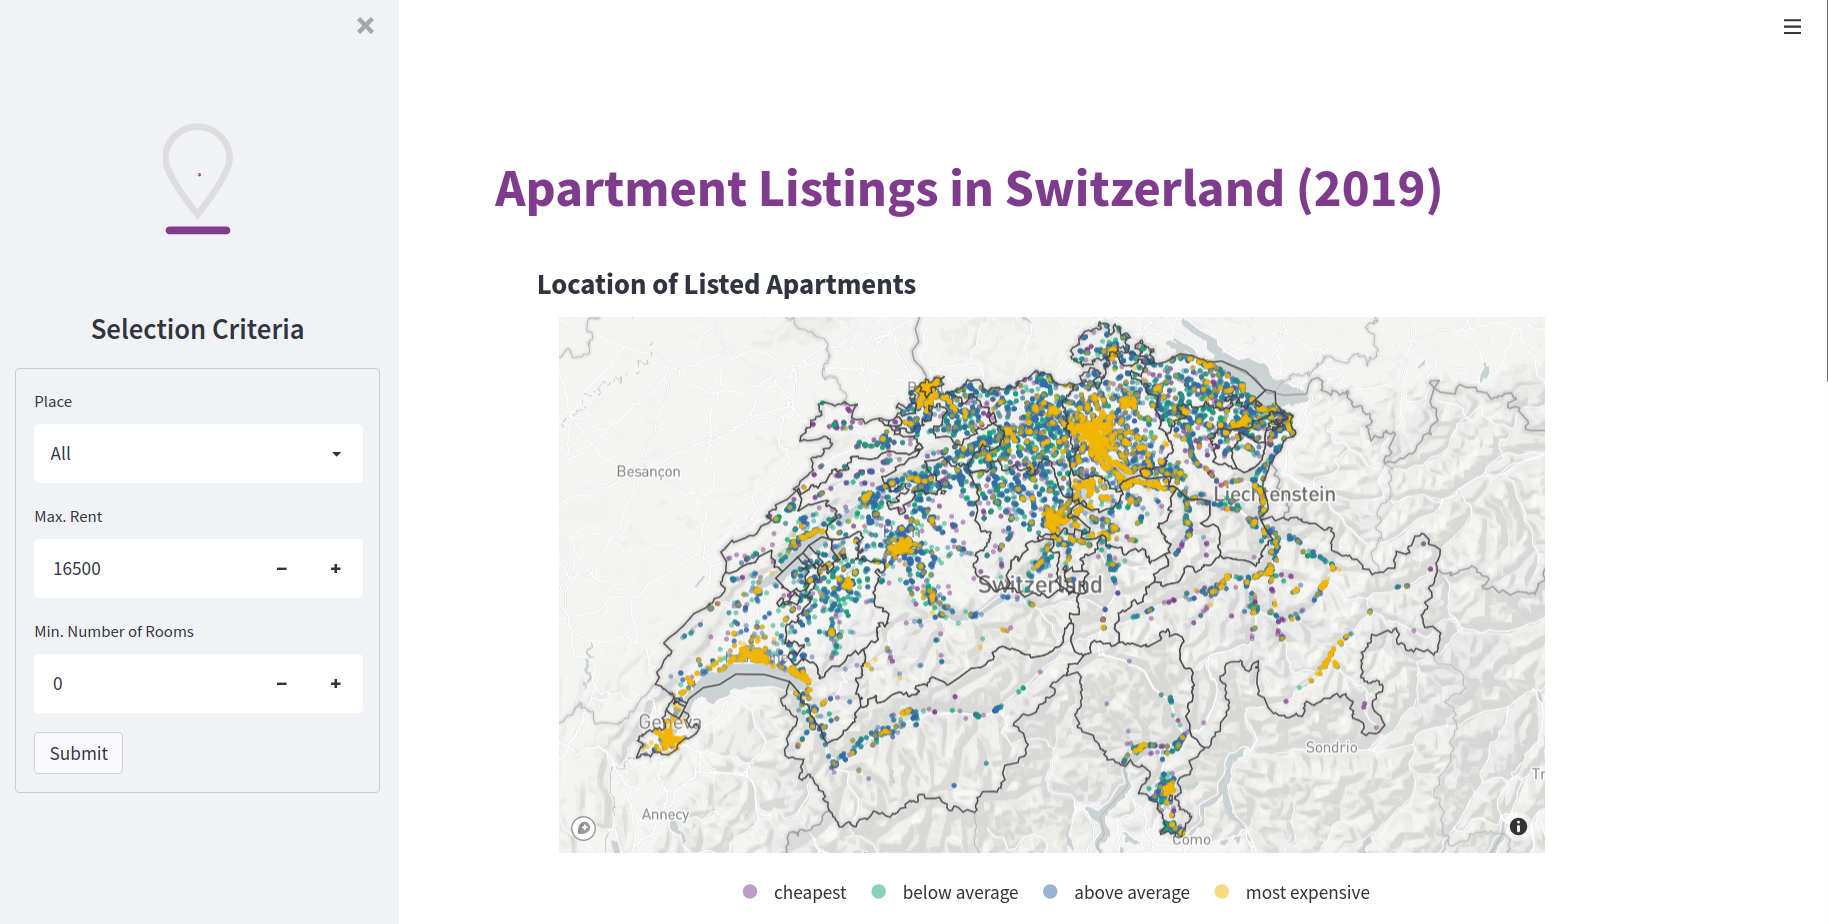 Apartment Listings in Switzerland (2019)
Location of Listed Apartments
Selection Criteria
Place
All
Max. Rent
16500
Min. Number of Rooms
0
Submit
Besançon
Liechtenstein
Switzerland
Geneva
Sondrio
Annecy
Como
cheapest
below average
above average
most expensive